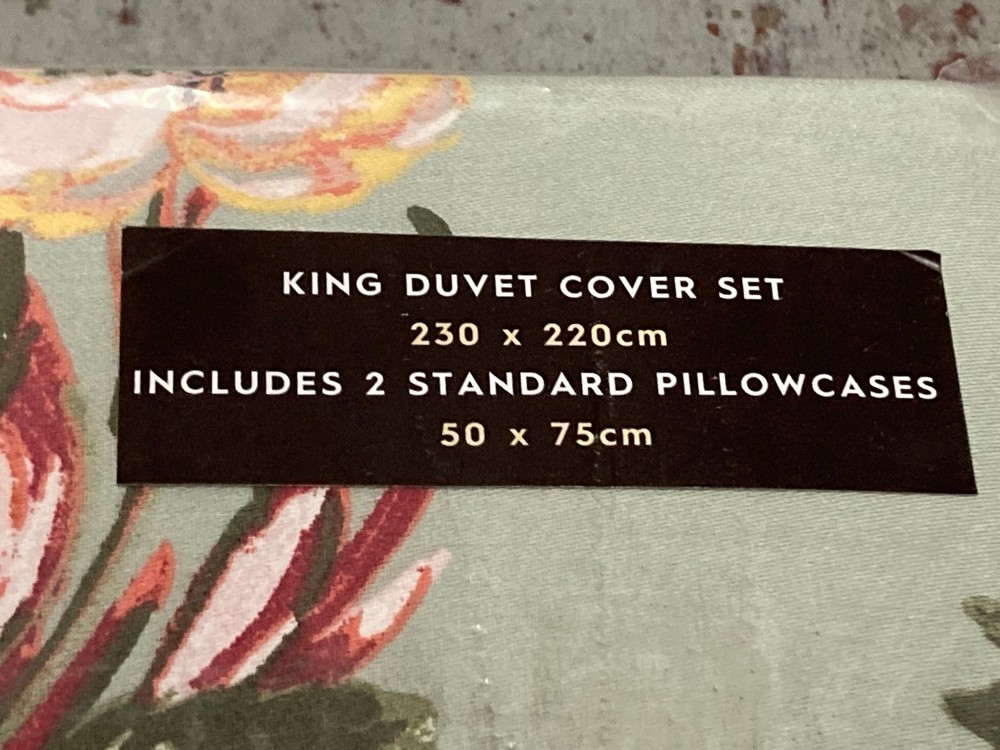 KING DUVET COVER SET
230 x 220cm
INCLUDES 2 STANDARD PILLOWCASES
50 x 75cm